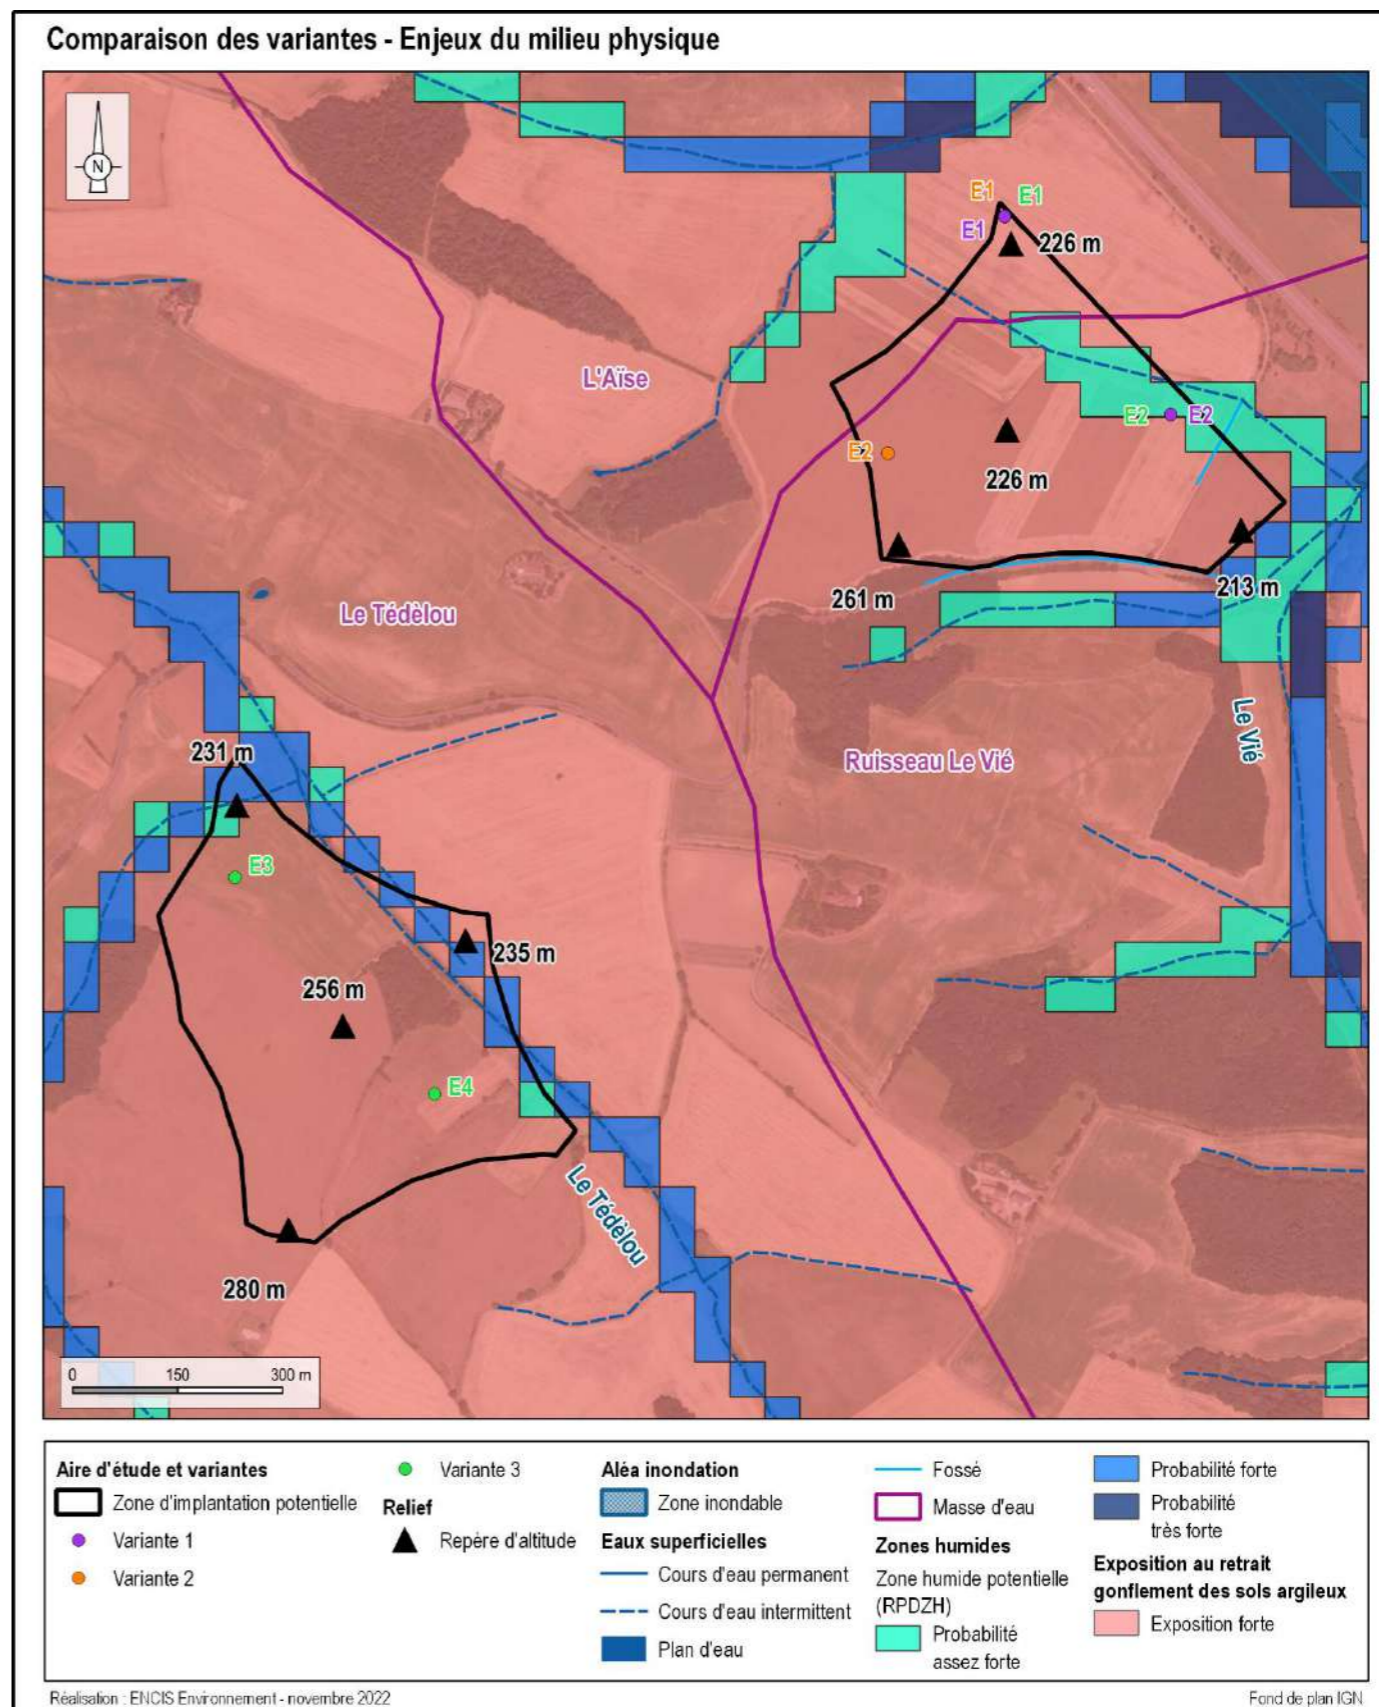 Comparaison des variantes - Enjeux du milieu physique
N
E1
E1
E1
226 m
L'Aïse
E2
E2
E2
226 m
261 m
213 m
Le Tédèlou
Le Vié
231 m
Ruisseau Le Vié
E3
235 m
256 m
E4
Le Tédèlou
280 m
0 150 300 m
Aire d'étude et variantes
Zone d'implantation potentielle
Variante 1
Variante 2
Variante 3
Relief
Repère d'altitude
Aléa inondation
Zone inondable
Eaux superficielles
Cours d'eau permanent
Cours d'eau intermittent
Plan d'eau
Fossé
Masse d'eau
Zones humides
Zone humide potentielle
(RPDZH)
Probabilité
assez forte
Probabilité forte
Probabilité
très forte
Exposition au retrait
gonflement des sols argileux
Exposition forte
Réalisation : ENCIS Environnement - novembre 2022
Fond de plan IGN